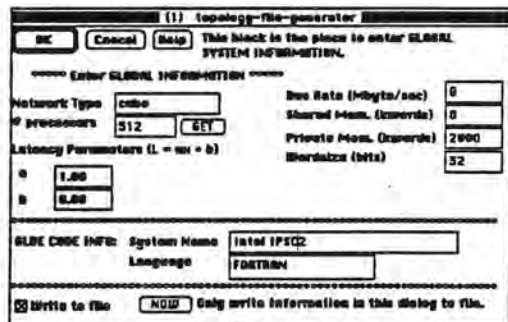 (1) topology-file-generator
OK Cancel Help This block is the place to enter GLOBAL SYSTEM INFORMATION.
***** Enter GLOBAL INFORMATION *****
Network Type cube
# processors 512 GET
Latency Parameters (L = ax + b)
a 1.00
b 0.00
Bus Rate (Mbyte/sec) 0
Shared Mem. (kwords) 0
Private Mem. (kwords) 2000
Wordsize (bits) 32
GLUE CODE INFO: System Name Intel iPSC2
Language FORTRAN
Write to file NOW Only write information in this dialog to file.